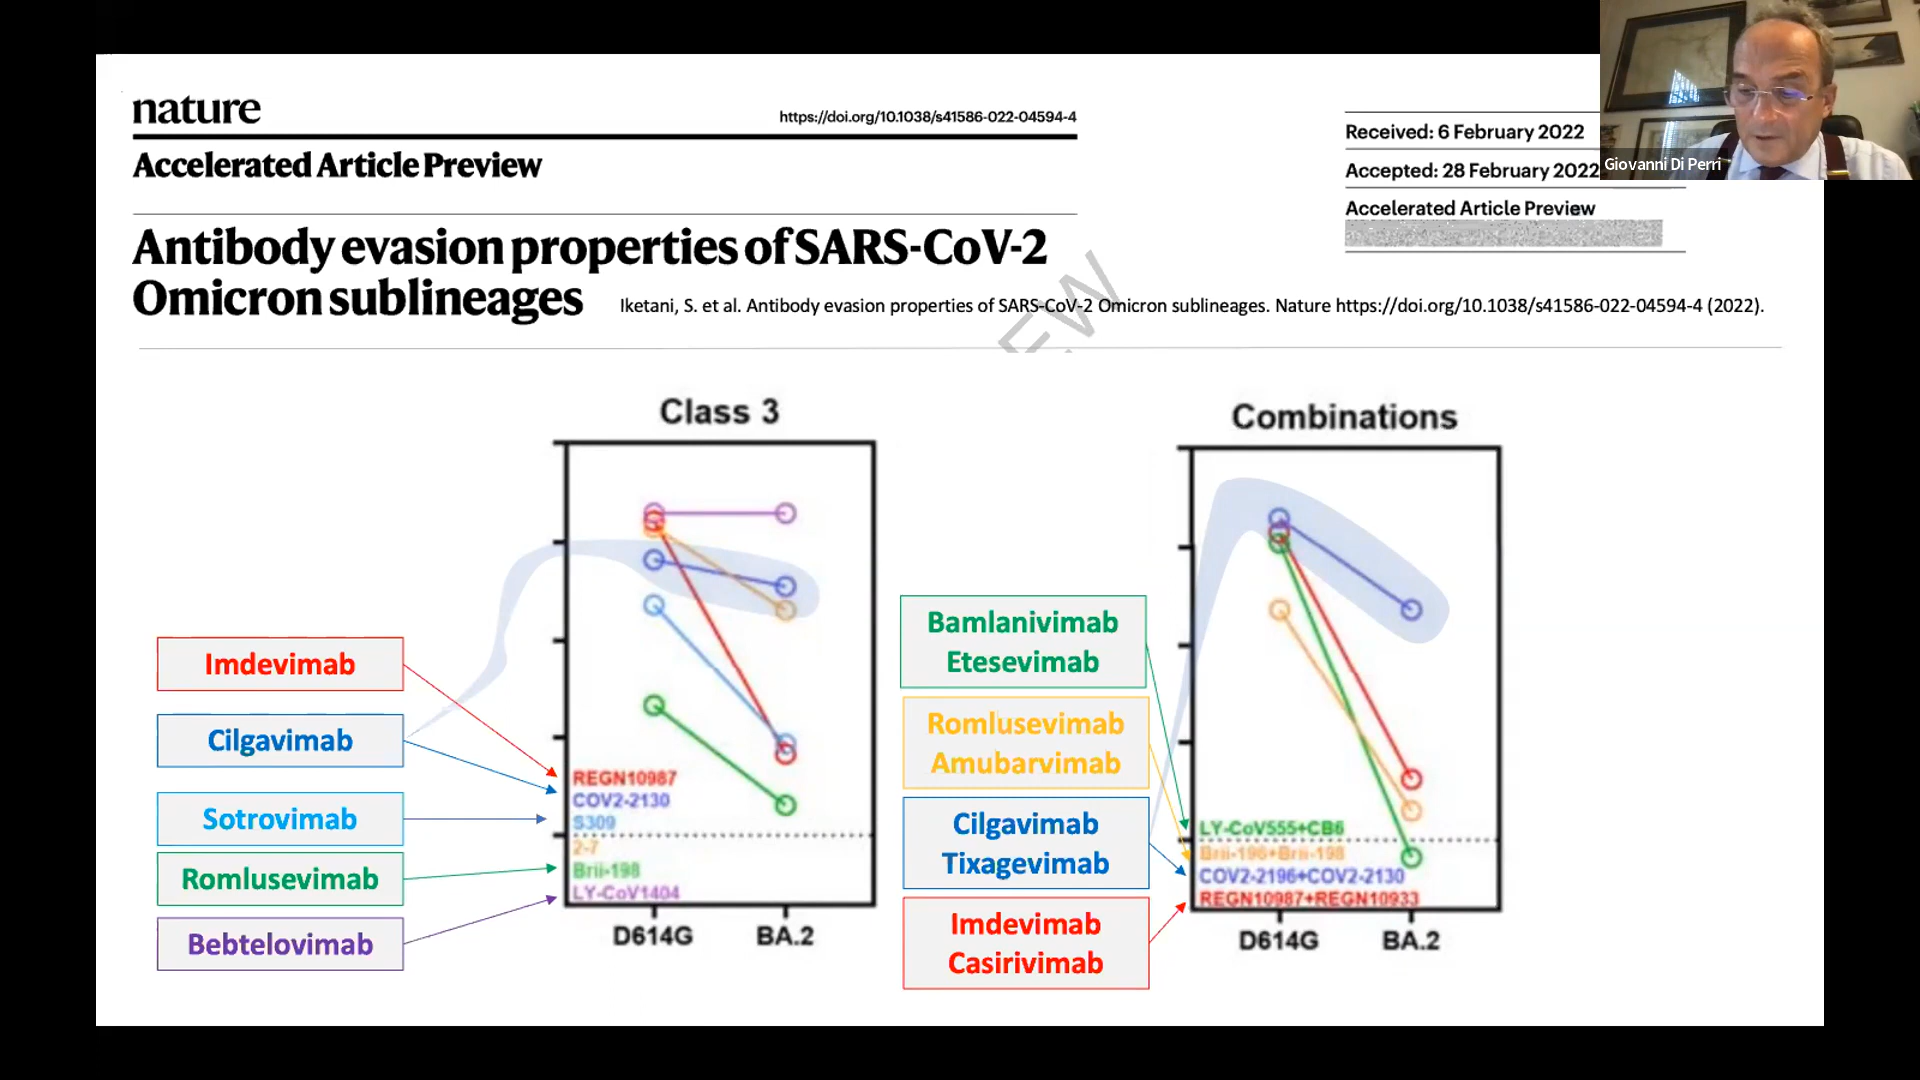 nature
https://doi.org/10.1038/s41586-022-04594-4
Accelerated Article Preview
Received: 6 February 2022
Accepted: 28 February 2022
Accelerated Article Preview
Giovanni Di Perri
Antibody evasion properties of SARS-CoV-2
Omicron sublineages
Iketani, S. et al. Antibody evasion properties of SARS-CoV-2 Omicron sublineages. Nature https://doi.org/10.1038/s41586-022-04594-4 (2022).
EW
Class 3
Imdevimab
Cilgavimab
Sotrovimab
Romlusevimab
Bebtelovimab
REGN10987
COV2-2130
S309
2-7
Brii-198
LY-CoV1404
D614G BA.2
Combinations
Bamlanivimab
Etesevimab
Romlusevimab
Amubarvimab
Cilgavimab
Tixagevimab
Imdevimab
Casirivimab
LY-CoV555+CB6
Brii-196+Brii-198
COV2-2196+COV2-2130
REGN10987+REGN10933
D614G BA.2